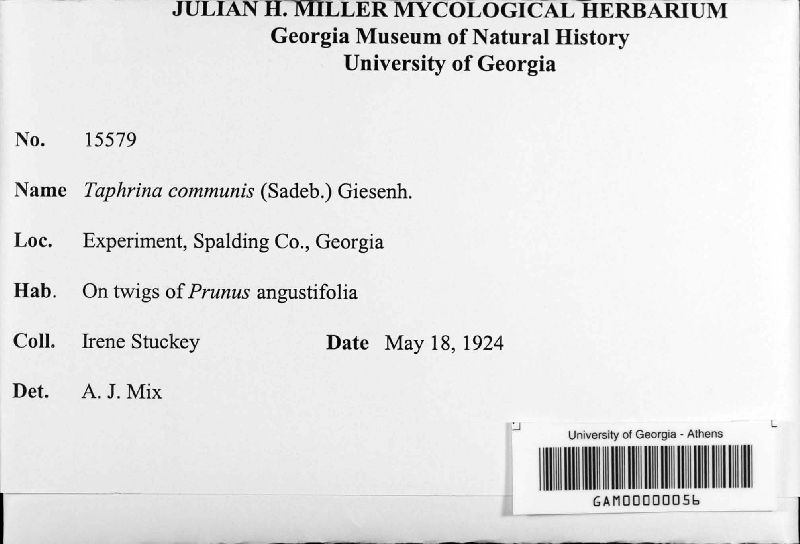 JULIAN H. MILLER MYCOLOGICAL HERBARIUM
Georgia Museum of Natural History
University of Georgia
No. 15579
Name Taphrina communis (Sadeb.) Giesenh.
Loc. Experiment, Spalding Co., Georgia
Hab. On twigs of Prunus angustifolia
Coll. Irene Stuckey Date May 18, 1924
Det. A. J. Mix
University of Georgia - Athens
GAM00000056